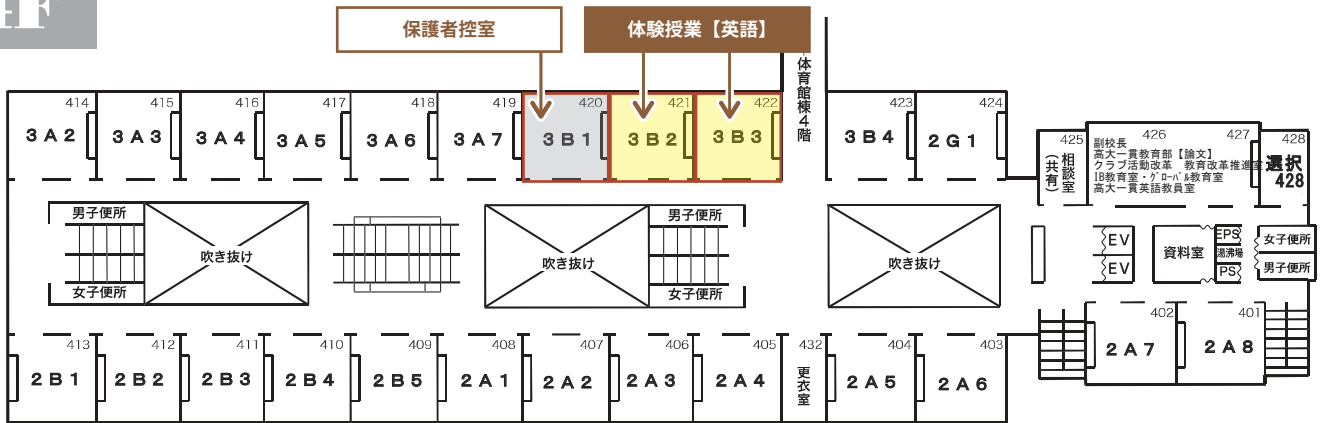 4F
保護者控室
体験授業【英語】
414
415
416
417
418
419
420
421
422
423
424
3A2
3A3
3A4
3A5
3A6
3A7
3B1
3B2
3B3
体育館棟4階
3B4
2G1
425
相談室
（共有）
426
427
副校長
高大一貫教育部【論文】
クラブ活動改革 教育改革推進室
IB教育室・グローバル教育室
高大一貫英語教員室
428
選択
428
男子便所
女子便所
吹き抜け
吹き抜け
男子便所
女子便所
吹き抜け
EV
EV
資料室
EPS
湯沸場
PS
女子便所
男子便所
413
412
411
410
409
408
407
406
405
432
404
403
402
401
2B1
2B2
2B3
2B4
2B5
2A1
2A2
2A3
2A4
更衣室
2A5
2A6
2A7
2A8